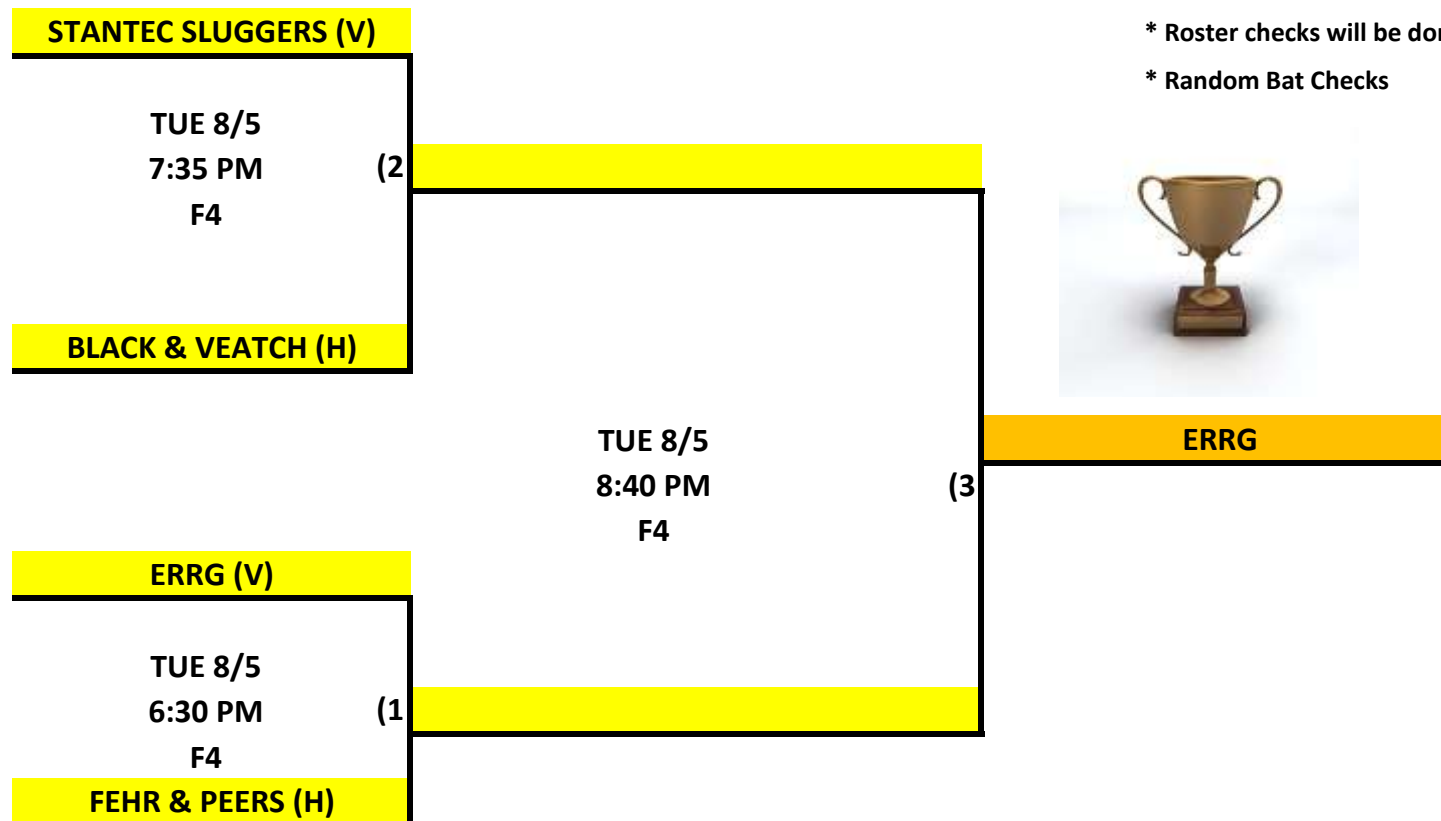 STANTEC SLUGGERS (V)
* Roster checks will be
* Random Bat Checks
TUE 8/5
7:35 PM (2
F4
BLACK & VEATCH (H)
TUE 8/5
8:40 PM (3
F4
ERRG
ERRG (V)
TUE 8/5
6:30 PM (1
F4
FEHR & PEERS (H)